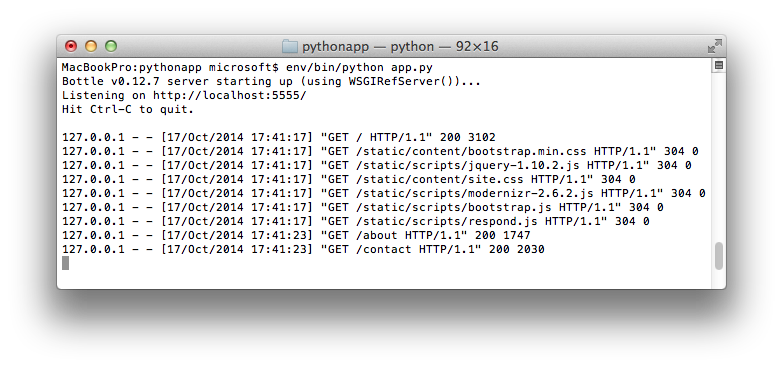 pythonapp — python — 92×16
MacBookPro:pythonapp microsoft$ env/bin/python app.py
Bottle v0.12.7 server starting up (using WSGIRefServer())...
Listening on http://localhost:5555/
Hit Ctrl-C to quit.
127.0.0.1 - - [17/Oct/2014 17:41:17] "GET / HTTP/1.1" 200 3102
127.0.0.1 - - [17/Oct/2014 17:41:17] "GET /static/content/bootstrap.min.css HTTP/1.1" 304 0
127.0.0.1 - - [17/Oct/2014 17:41:17] "GET /static/scripts/jquery-1.10.2.js HTTP/1.1" 304 0
127.0.0.1 - - [17/Oct/2014 17:41:17] "GET /static/content/site.css HTTP/1.1" 304 0
127.0.0.1 - - [17/Oct/2014 17:41:17] "GET /static/scripts/modernizr-2.6.2.js HTTP/1.1" 304 0
127.0.0.1 - - [17/Oct/2014 17:41:17] "GET /static/scripts/bootstrap.js HTTP/1.1" 304 0
127.0.0.1 - - [17/Oct/2014 17:41:17] "GET /static/scripts/respond.js HTTP/1.1" 304 0
127.0.0.1 - - [17/Oct/2014 17:41:23] "GET /about HTTP/1.1" 200 1747
127.0.0.1 - - [17/Oct/2014 17:41:23] "GET /contact HTTP/1.1" 200 2030